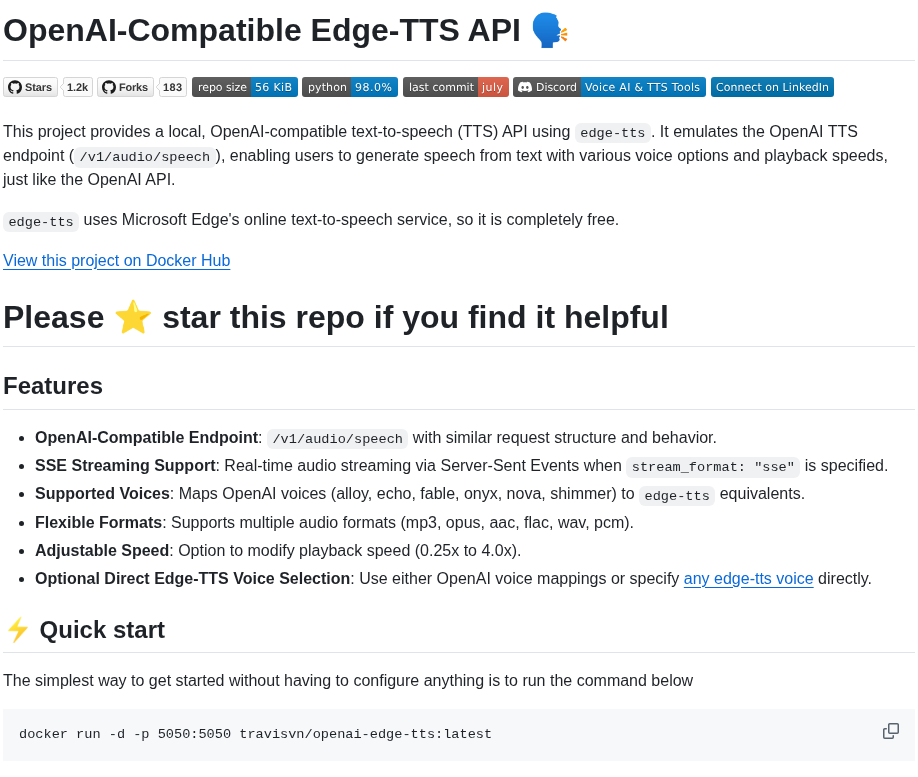 OpenAI-Compatible Edge-TTS API 🗣️
Stars 1.2k Forks 183 repo size 56 KiB python 98.0% last commit july Discord Voice AI & TTS Tools Connect on LinkedIn
This project provides a local, OpenAI-compatible text-to-speech (TTS) API using edge-tts. It emulates the OpenAI TTS
endpoint (/v1/audio/speech), enabling users to generate speech from text with various voice options and playback speeds,
just like the OpenAI API.
edge-tts uses Microsoft Edge's online text-to-speech service, so it is completely free.
View this project on Docker Hub
Please ⭐ star this repo if you find it helpful
Features
• OpenAI-Compatible Endpoint: /v1/audio/speech with similar request structure and behavior.
• SSE Streaming Support: Real-time audio streaming via Server-Sent Events when stream_format: "sse" is specified.
• Supported Voices: Maps OpenAI voices (alloy, echo, fable, onyx, nova, shimmer) to edge-tts equivalents.
• Flexible Formats: Supports multiple audio formats (mp3, opus, aac, flac, wav, pcm).
• Adjustable Speed: Option to modify playback speed (0.25x to 4.0x).
• Optional Direct Edge-TTS Voice Selection: Use either OpenAI voice mappings or specify any edge-tts voice directly.
⚡ Quick start
The simplest way to get started without having to configure anything is to run the command below
docker run -d -p 5050:5050 travisvn/openai-edge-tts:latest